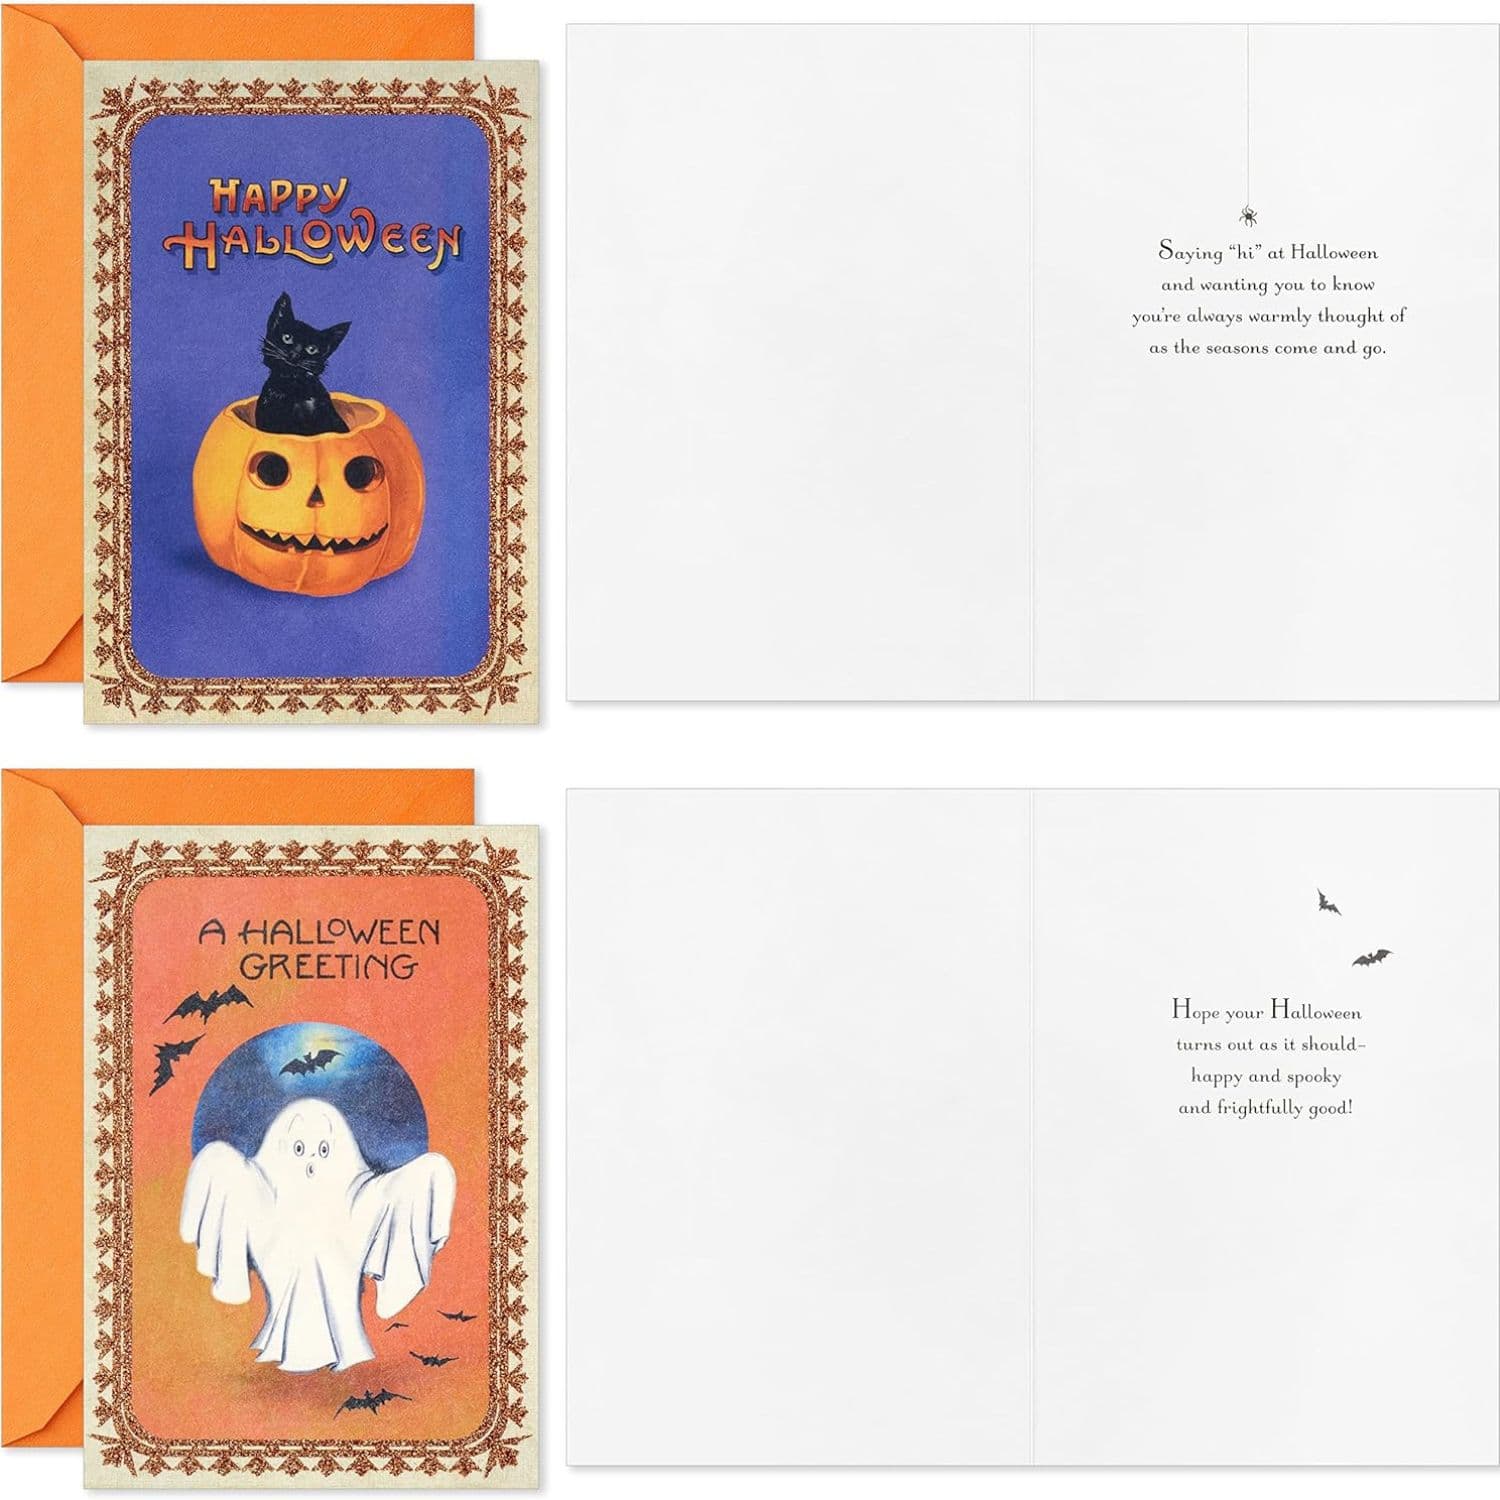 HAPPY
HALLOWEEN
Saying “hi” at Halloween
and wanting you to know
you’re always warmly thought of
as the seasons come and go.
A HALLOWEEN
GREETING
Hope your Halloween
turns out as it should–
happy and spooky
and frightfully good!